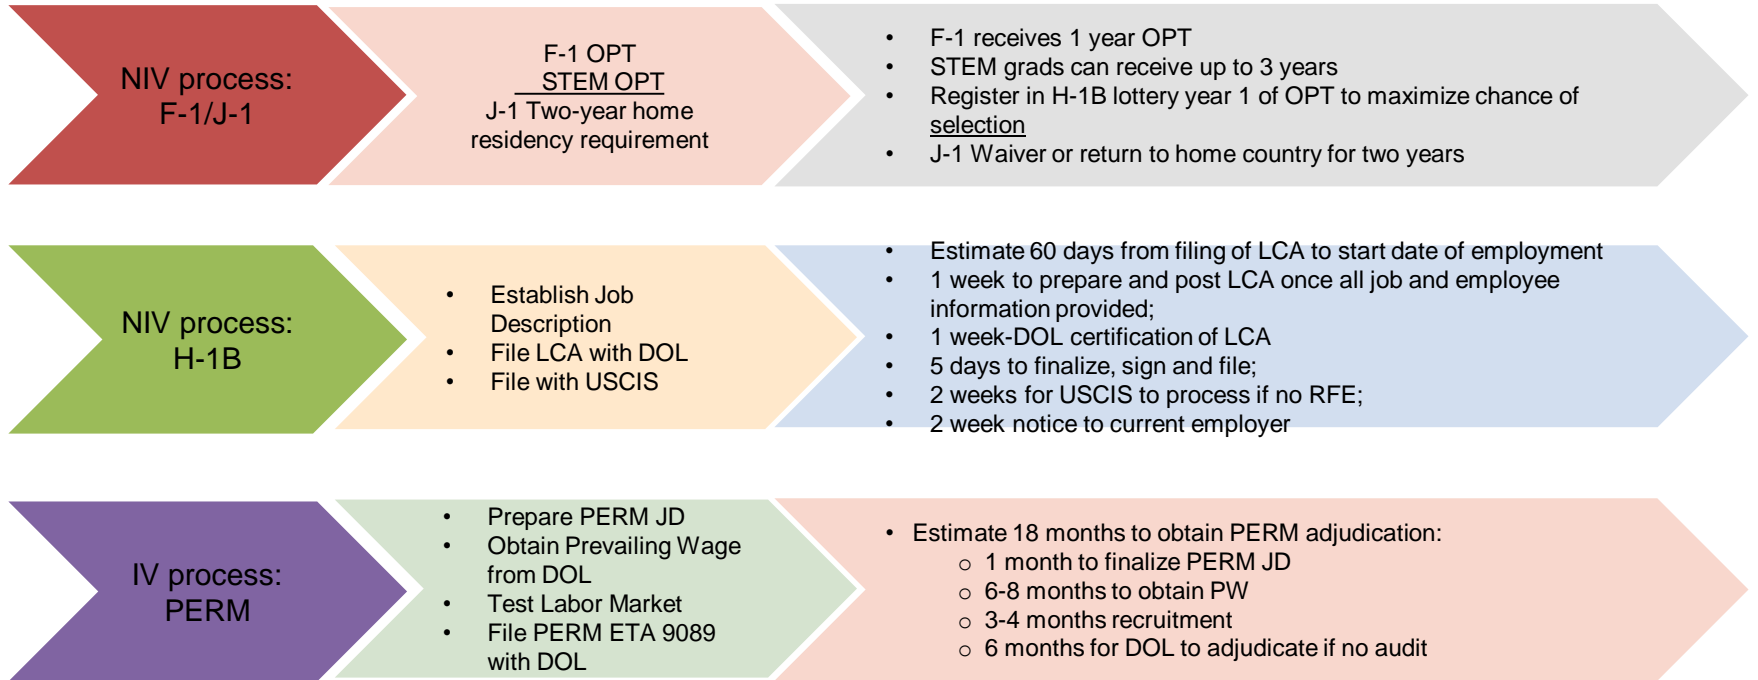 NIV process:
F-1/J-1
F-1 OPT
STEM OPT
J-1 Two-year home
residency requirement
• F-1 receives 1 year OPT
• STEM grads can receive up to 3 years
• Register in H-1B lottery year 1 of OPT to maximize chance of
selection
• J-1 Waiver or return to home country for two years
NIV process:
H-1B
• Establish Job
Description
• File LCA with DOL
• File with USCIS
• Estimate 60 days from filing of LCA to start date of employment
• 1 week to prepare and post LCA once all job and employee
information provided;
• 1 week-DOL certification of LCA
• 5 days to finalize, sign and file;
• 2 weeks for USCIS to process if no RFE;
• 2 week notice to current employer
IV process:
PERM
• Prepare PERM JD
• Obtain Prevailing Wage
from DOL
• Test Labor Market
• File PERM ETA 9089
with DOL
• Estimate 18 months to obtain PERM adjudication:
o 1 month to finalize PERM JD
o 6-8 months to obtain PW
o 3-4 months recruitment
o 6 months for DOL to adjudicate if no audit